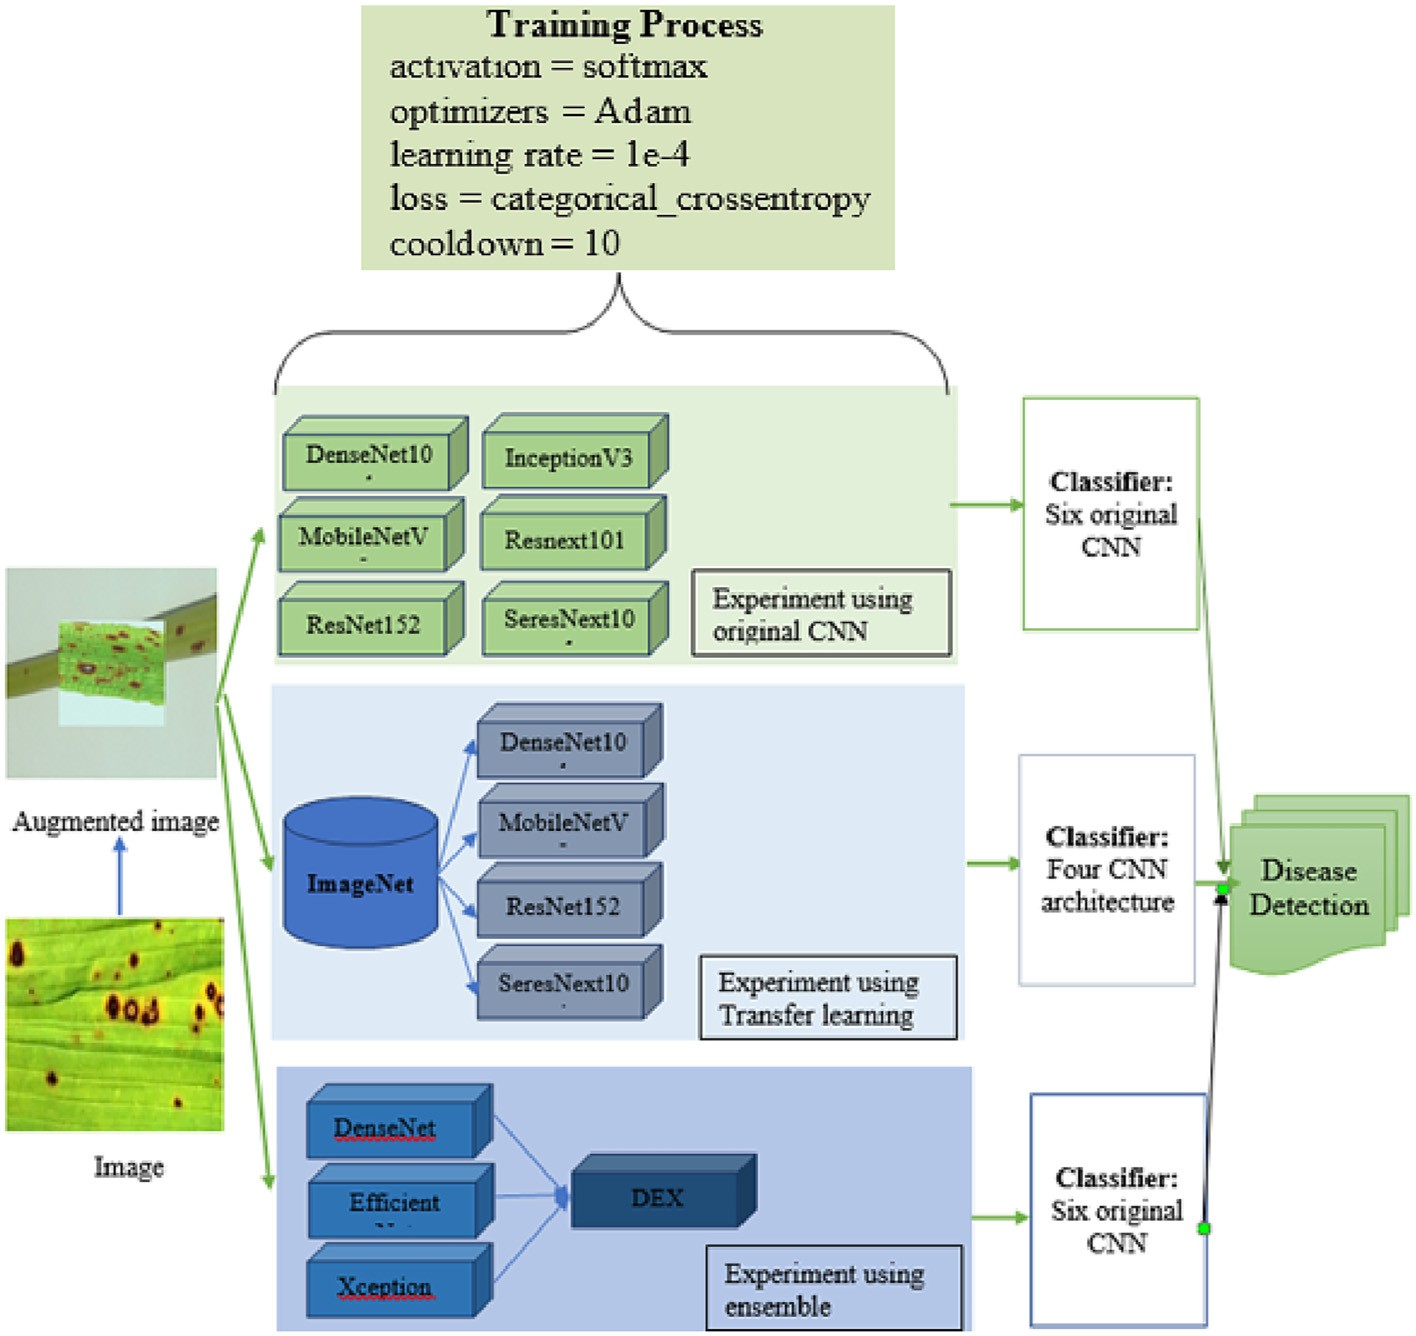 Training Process
activation = softmax
optimizers = Adam
learning rate = 1e-4
loss = categorical_crossentropy
cooldown = 10
DenseNet10
InceptionV3
MobileNetV
Resnext101
ResNet152
SeresNext10
Experiment using
original CNN
Classifier:
Six original
CNN
Augmented image
Image
ImageNet
DenseNet10
MobileNetV
ResNet152
SeresNext10
Experiment using
Transfer learning
Classifier:
Four CNN
architecture
Disease
Detection
DenseNet
Efficient
Xception
DEX
Experiment using
ensemble
Classifier:
Six original
CNN